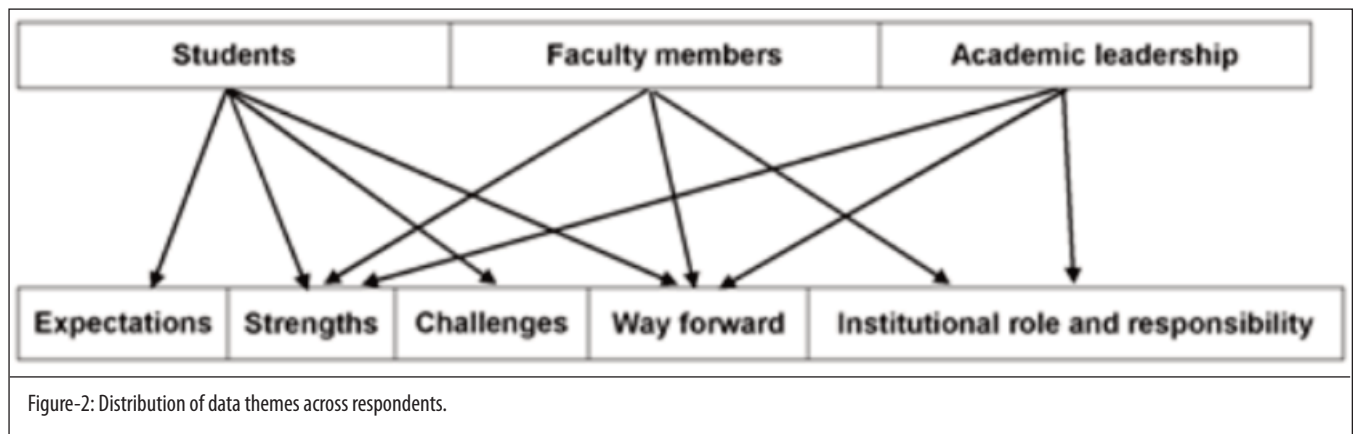 Students Faculty members Academic leadership
Expectations Strengths Challenges Way forward Institutional role and responsibility
Figure-2: Distribution of data themes across respondents.